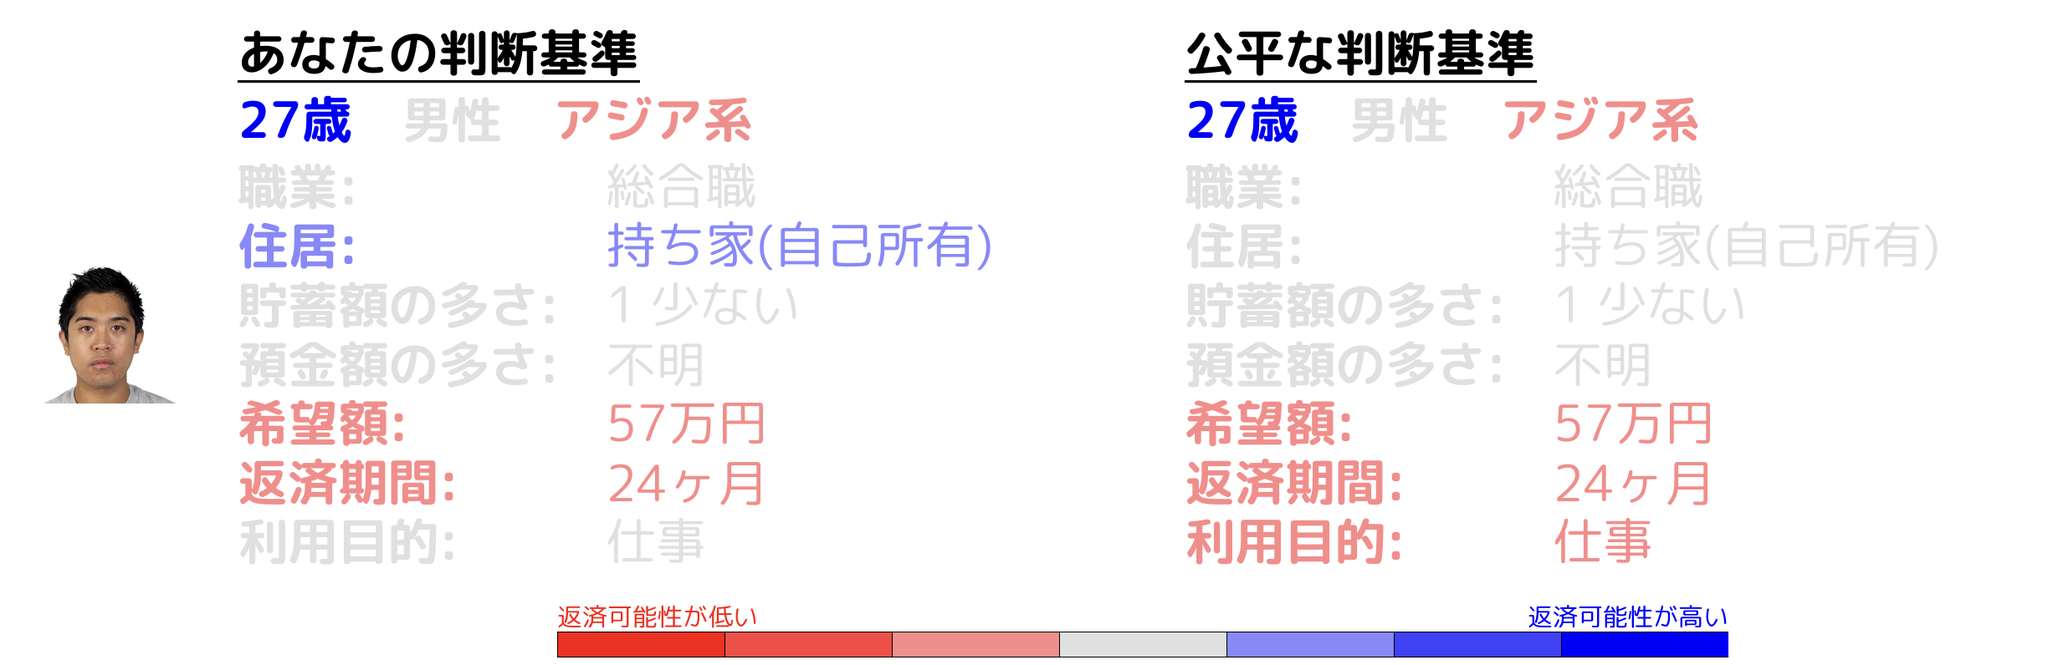 あなたの判断基準
27歳 男性 アジア系
職業: 総合職
住居: 持ち家(自己所有)
貯蓄額の多さ: 1 少ない
預金額の多さ: 不明
希望額: 57万円
返済期間: 24ヶ月
利用目的: 仕事
公平な判断基準
27歳 男性 アジア系
職業: 総合職
住居: 持ち家(自己所有)
貯蓄額の多さ: 1 少ない
預金額の多さ: 不明
希望額: 57万円
返済期間: 24ヶ月
利用目的: 仕事
返済可能性が低い
返済可能性が高い